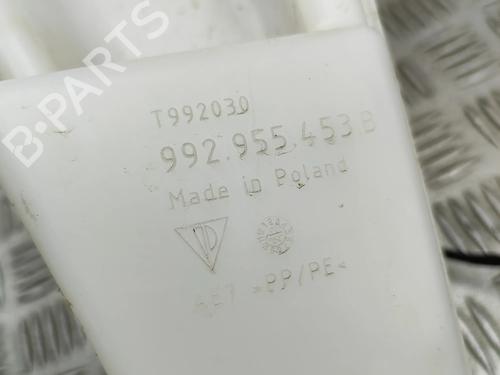 B-PARTS
T992030
992.955.453.B
Made in Poland
»PP/PE«